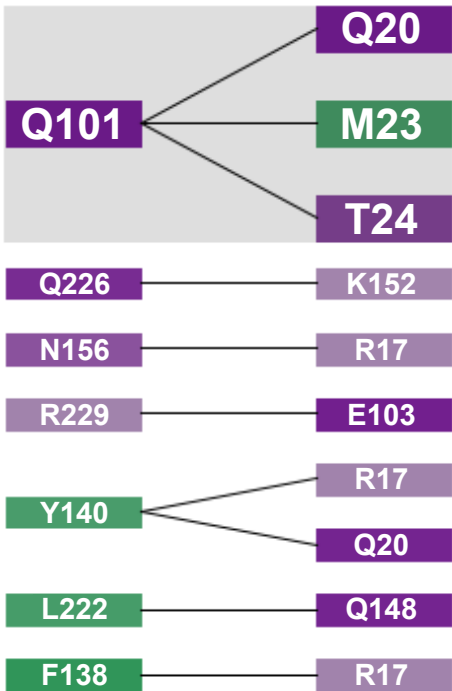 Q20
Q101
M23
T24
Q226
K152
N156
R17
R229
E103
R17
Y140
Q20
L222
Q148
F138
R17